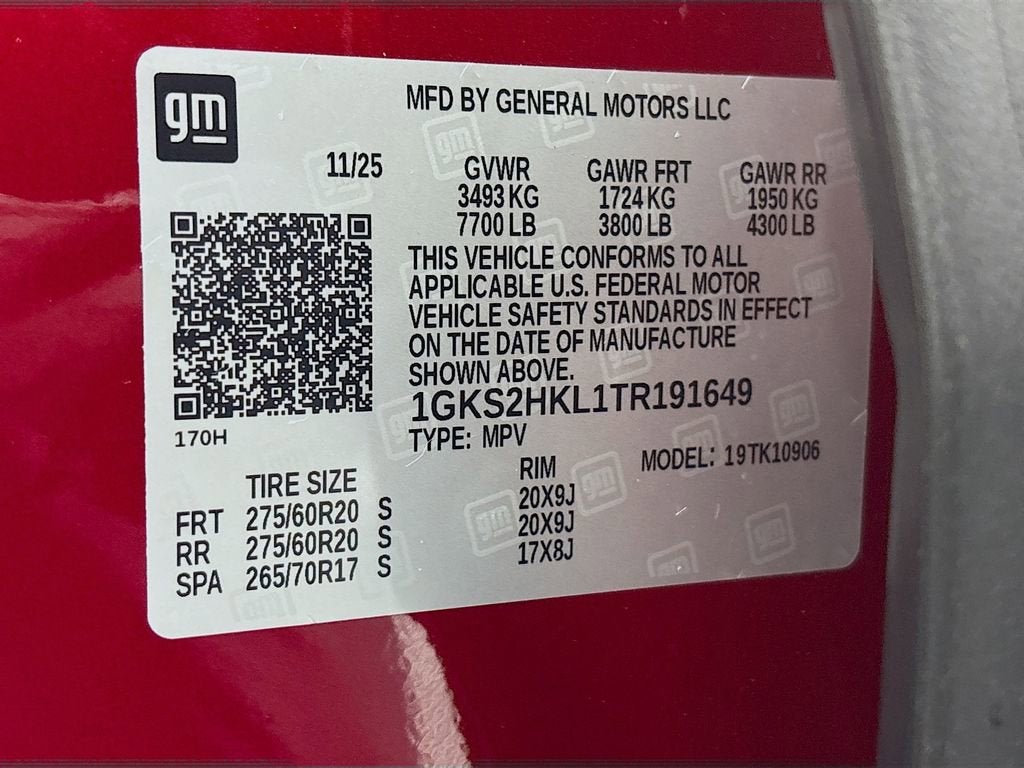 gm
MFD BY GENERAL MOTORS LLC
11/25 GVWR GAWR FRT GAWR RR
3493 KG 1724 KG 1950 KG
7700 LB 3800 LB 4300 LB
THIS VEHICLE CONFORMS TO ALL
APPLICABLE U.S. FEDERAL MOTOR
VEHICLE SAFETY STANDARDS IN EFFECT
ON THE DATE OF MANUFACTURE
SHOWN ABOVE.
1GKS2HKL1TR191649
170H
TYPE: MPV
MODEL: 19TK10906
TIRE SIZE RIM
FRT 275/60R20 S 20X9J
RR 275/60R20 S 20X9J
SPA 265/70R17 S 17X8J